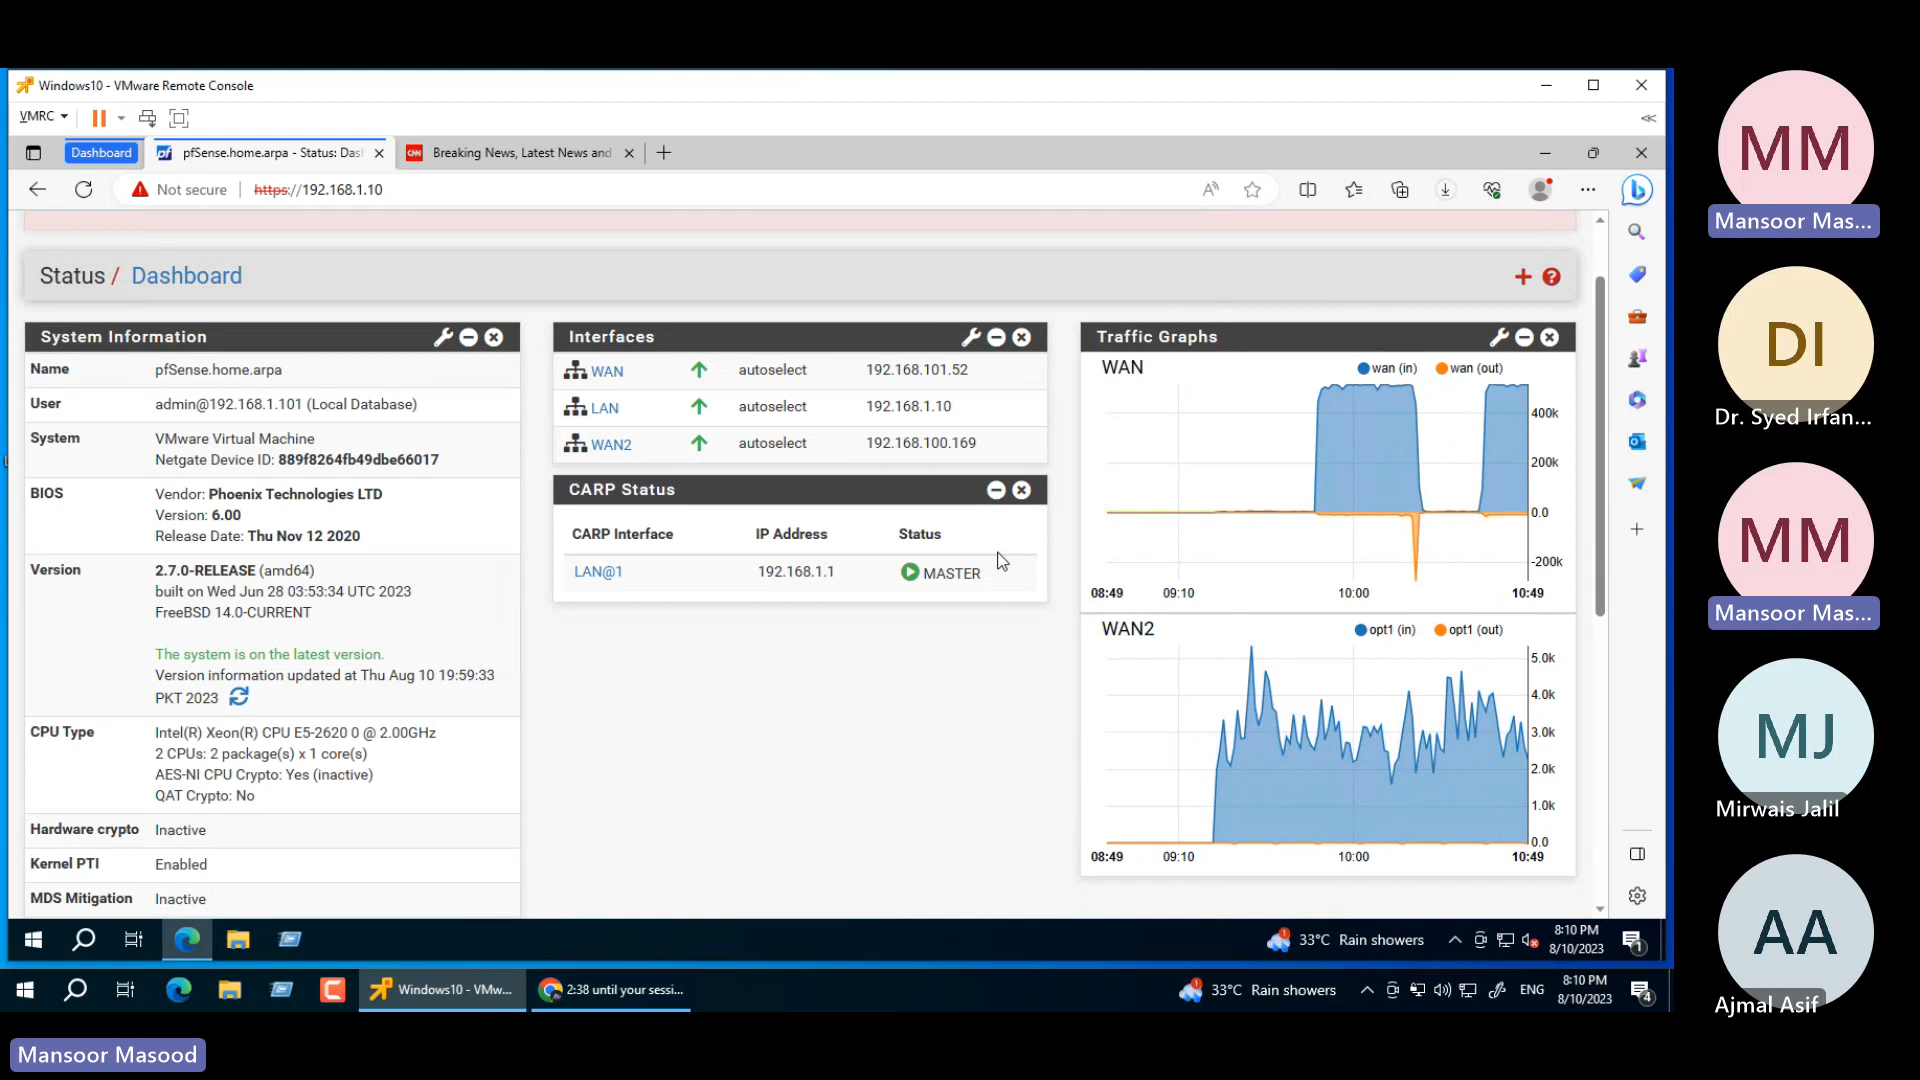 Windows10 - VMware Remote Console
VMRC
Dashboard
pfSense.home.arpa - Status: Das
Breaking News, Latest News and
Not secure
https://192.168.1.10
Status / Dashboard
System Information
Name pfSense.home.arpa
User admin@192.168.1.101 (Local Database)
System VMware Virtual Machine
Netgate Device ID: 889f8264fb49dbe66017
BIOS Vendor: Phoenix Technologies LTD
Version: 6.00
Release Date: Thu Nov 12 2020
Version 2.7.0-RELEASE (amd64)
built on Wed Jun 28 03:53:34 UTC 2023
FreeBSD 14.0-CURRENT
The system is on the latest version.
Version information updated at Thu Aug 10 19:59:33
PKT 2023
CPU Type Intel(R) Xeon(R) CPU E5-2620 0 @ 2.00GHz
2 CPUs: 2 package(s) x 1 core(s)
AES-NI CPU Crypto: Yes (inactive)
QAT Crypto: No
Hardware crypto Inactive
Kernel PTI Enabled
MDS Mitigation Inactive
Interfaces
WAN autoselect 192.168.101.52
LAN autoselect 192.168.1.10
WAN2 autoselect 192.168.100.169
CARP Status
CARP Interface IP Address Status
LAN@1 192.168.1.1 MASTER
Traffic Graphs
WAN wan (in) wan (out)
400k
200k
0.0
-200k
08:49 09:10 10:00 10:49
WAN2 opt1 (in) opt1 (out)
5.0k
4.0k
3.0k
2.0k
1.0k
0.0
08:49 09:10 10:00 10:49
33°C Rain showers
8:10 PM
8/10/2023
1
Windows10 - VMw...
2:38 until your sessi...
33°C Rain showers
ENG
8:10 PM
8/10/2023
4
MM
Mansoor Mas...
DI
Dr. Syed Irfan...
MM
Mansoor Mas...
MJ
Mirwais Jalil
AA
Ajmal Asif
Mansoor Masood